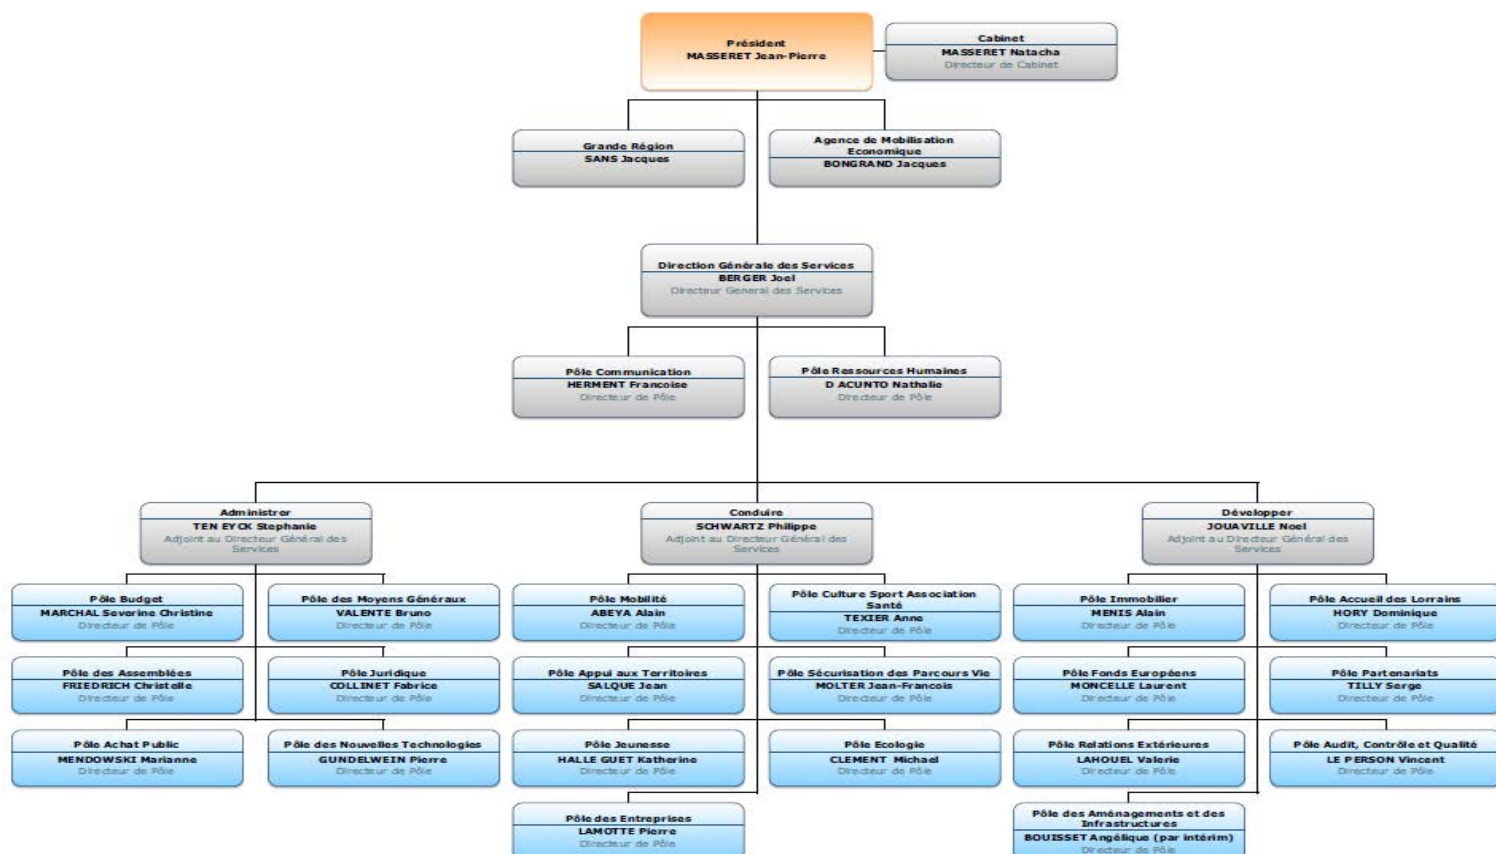 Président
MASSERET Jean-Pierre
Cabinet
MASSERET Natacha
Directeur de Cabinet
Grande Région
SANS Jacques
Agence de Mobilisation
Economique
BONGRAND Jacques
Direction Générale des Services
BERGER Joel
Directeur General des Services
Pôle Communication
HERMENT Francoise
Directeur de Pôle
Pôle Ressources Humaines
D ACUNTO Nathalie
Directeur de Pôle
Administrer
TEN EYCK Stephanie
Adjoint au Directeur Général des
Services
Conduire
SCHWARTZ Philippe
Adjoint au Directeur Général des
Services
Développer
JOUAVILLE Noel
Adjoint au Directeur Général des
Services
Pôle Budget
MARCHAL Severine Christine
Directeur de Pôle
Pôle des Moyens Généraux
VALENTE Bruno
Directeur de Pôle
Pôle Mobilité
ABEYA Alain
Directeur de Pôle
Pôle Culture Sport Association
Santé
TEXIER Anne
Directeur de Pôle
Pôle Immobilier
MENIS Alain
Directeur de Pôle
Pôle Accueil des Lorrains
HORY Dominique
Directeur de Pôle
Pôle des Assemblées
FRIEDRICH Christelle
Directeur de Pôle
Pôle Juridique
COLLINET Fabrice
Directeur de Pôle
Pôle Appui aux Territoires
SALQUE Jean
Directeur de Pôle
Pôle Sécurisation des Parcours Vie
MOLTER Jean-Francois
Directeur de Pôle
Pôle Fonds Européens
MONCELLE Laurent
Directeur de Pôle
Pôle Partenariats
TILLY Serge
Directeur de Pôle
Pôle Achat Public
MENDOWSKI Marianne
Directeur de Pôle
Pôle des Nouvelles Technologies
GUNDELWEIN Pierre
Directeur de Pôle
Pôle Jeunesse
HALLE GUET Katherine
Directeur de Pôle
Pôle Ecologie
CLEMENT Michael
Directeur de Pôle
Pôle Relations Extérieures
LAHOUEL Valerie
Directeur de Pôle
Pôle Audit, Contrôle et Qualité
LE PERSON Vincent
Directeur de Pôle
Pôle des Entreprises
LAMOTTE Pierre
Directeur de Pôle
Pôle des Aménagements et des
Infrastructures
BOUISSET Angélique (par intérim)
Directeur de Pôle